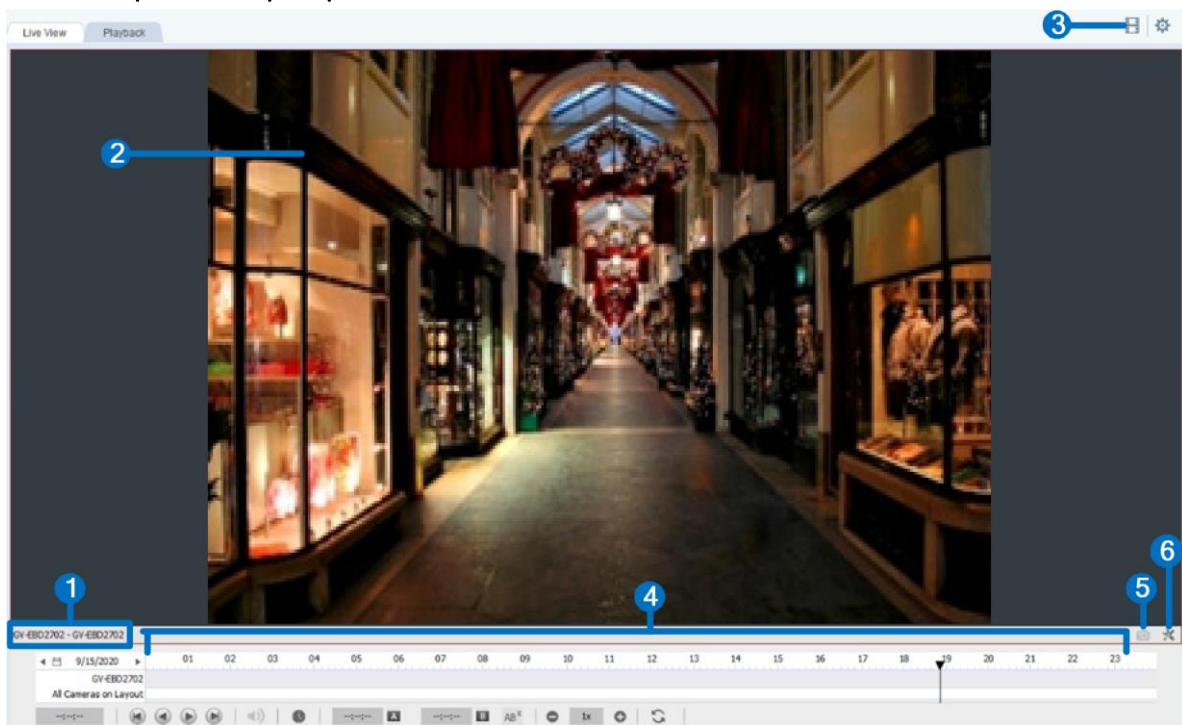 Live View Playback
3
2
1
4
5
6
GV-EBD2702 - GV-EBD2702
9/15/2020 01 02 03 04 05 06 07 08 09 10 11 12 13 14 15 16 17 18 19 20 21 22 23
GV-EBD2702
All Cameras on Layout
--:--:-- A --:--:-- B AB 1x